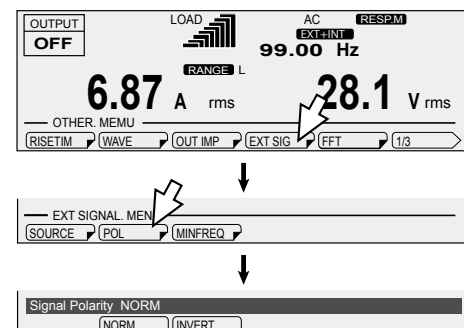 OUTPUT LOAD AC RESP.M
OFF EXT+INT
99.00 Hz
RANGE L
6.87 A rms 28.1 V rms
OTHER. MEMU
RISETIM WAVE OUT IMP EXT SIG FFT 1/3
EXT SIGNAL. MEN
SOURCE POL MINFREQ
Signal Polarity NORM
NORM INVERT